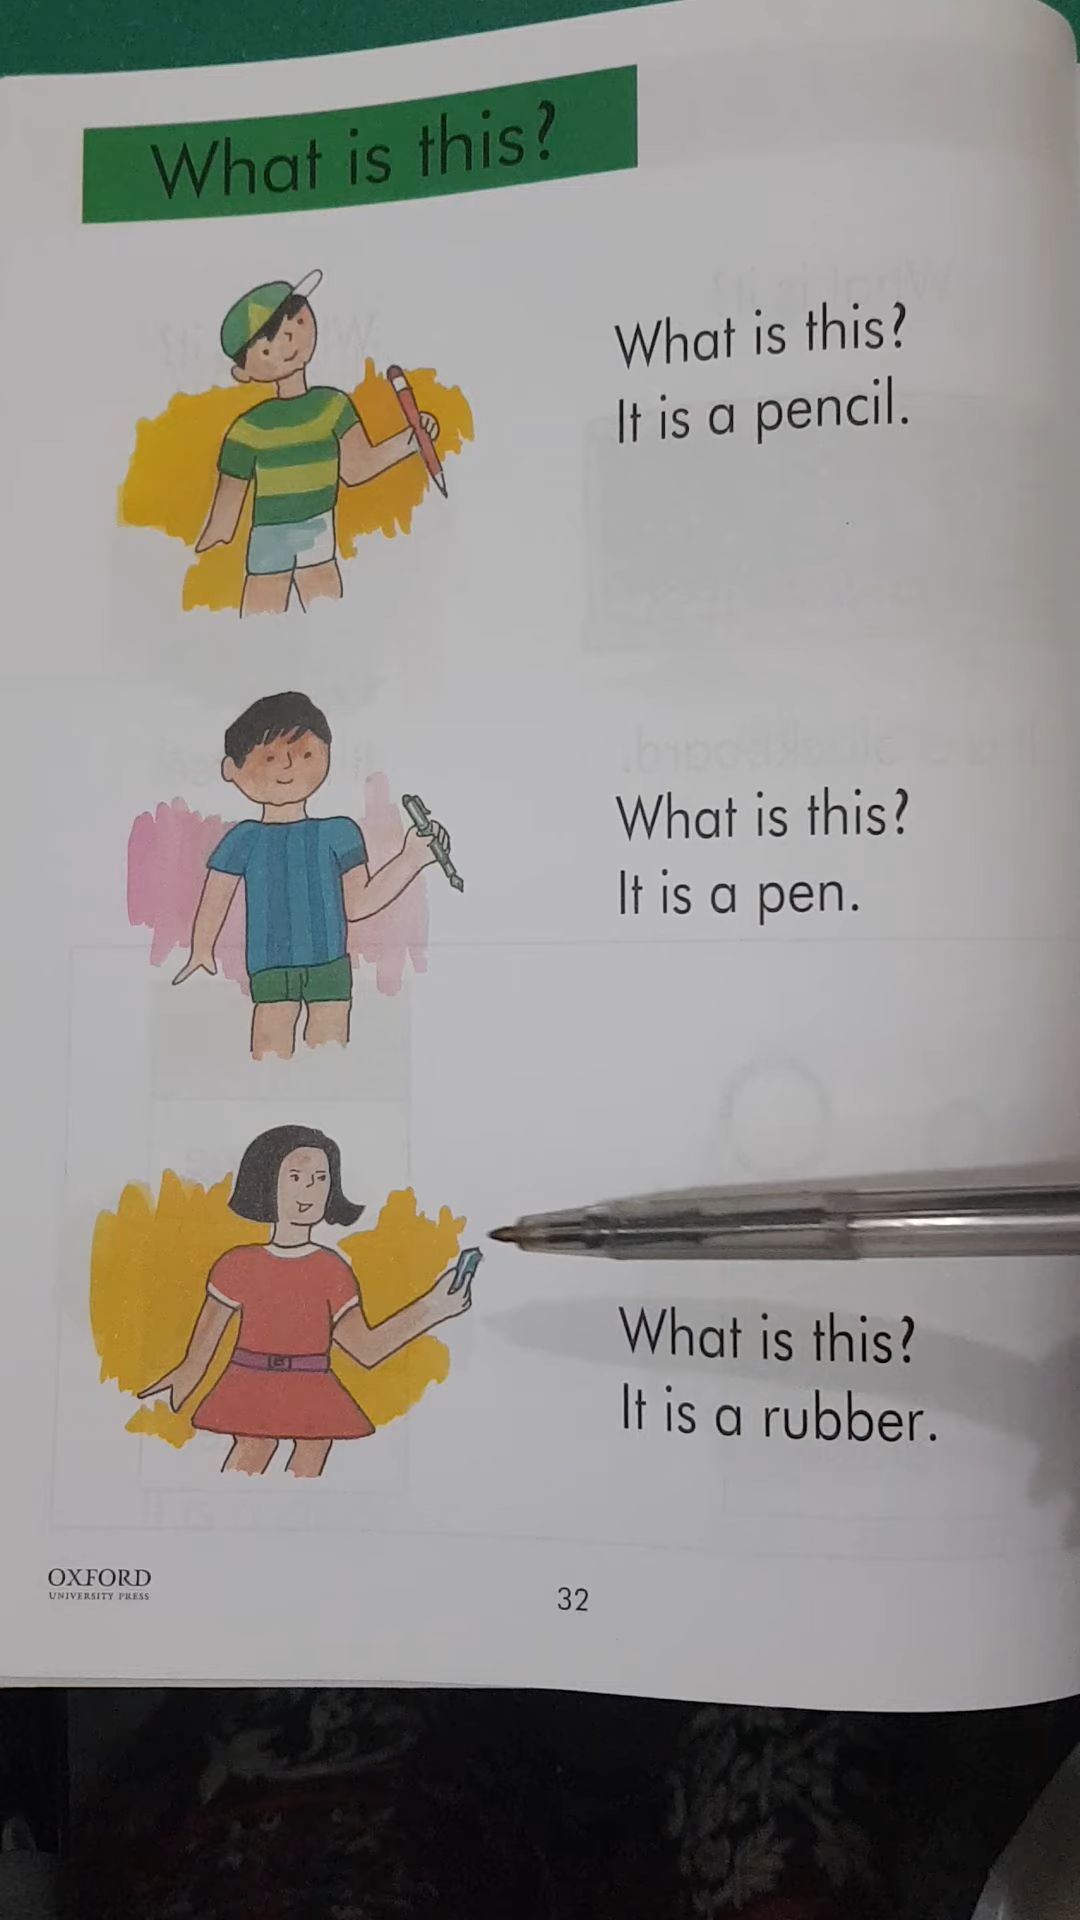 What is this?
What is this?
It is a pencil.
What is this?
It is a pen.
What is this?
It is a rubber.
OXFORD
UNIVERSITY PRESS
32